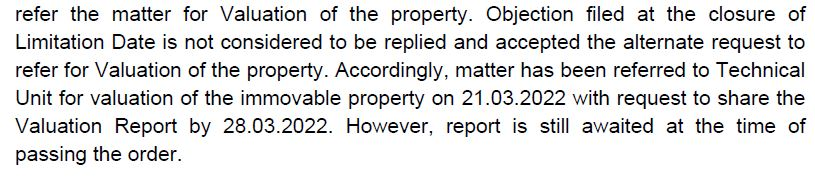 refer the matter for Valuation of the property. Objection filed at the closure of
Limitation Date is not considered to be replied and accepted the alternate request to
refer for Valuation of the property. Accordingly, matter has been referred to Technical
Unit for valuation of the immovable property on 21.03.2022 with request to share the
Valuation Report by 28.03.2022. However, report is still awaited at the time of
passing the order.